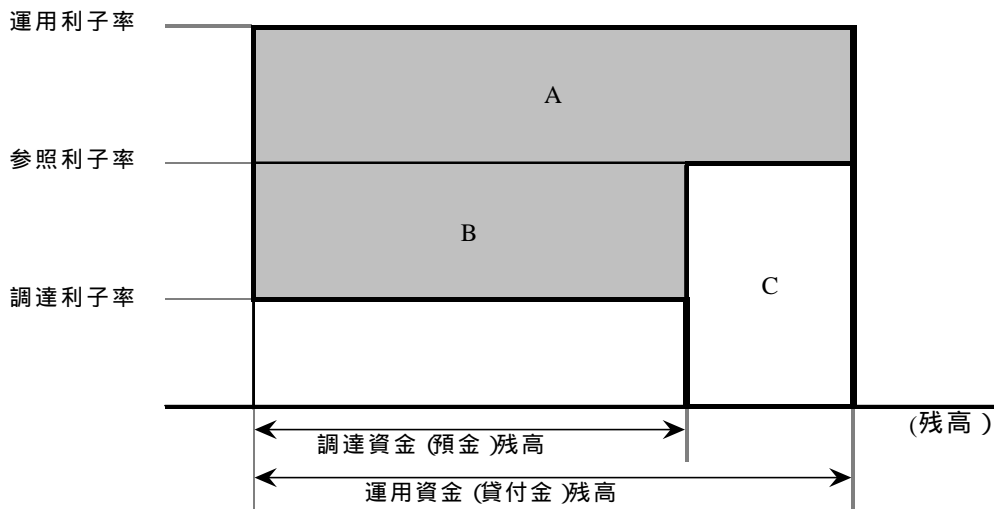 運用利子率
A
参照利子率
B
C
調達利子率
(残高)
調達資金(預金)残高
運用資金(貸付金)残高